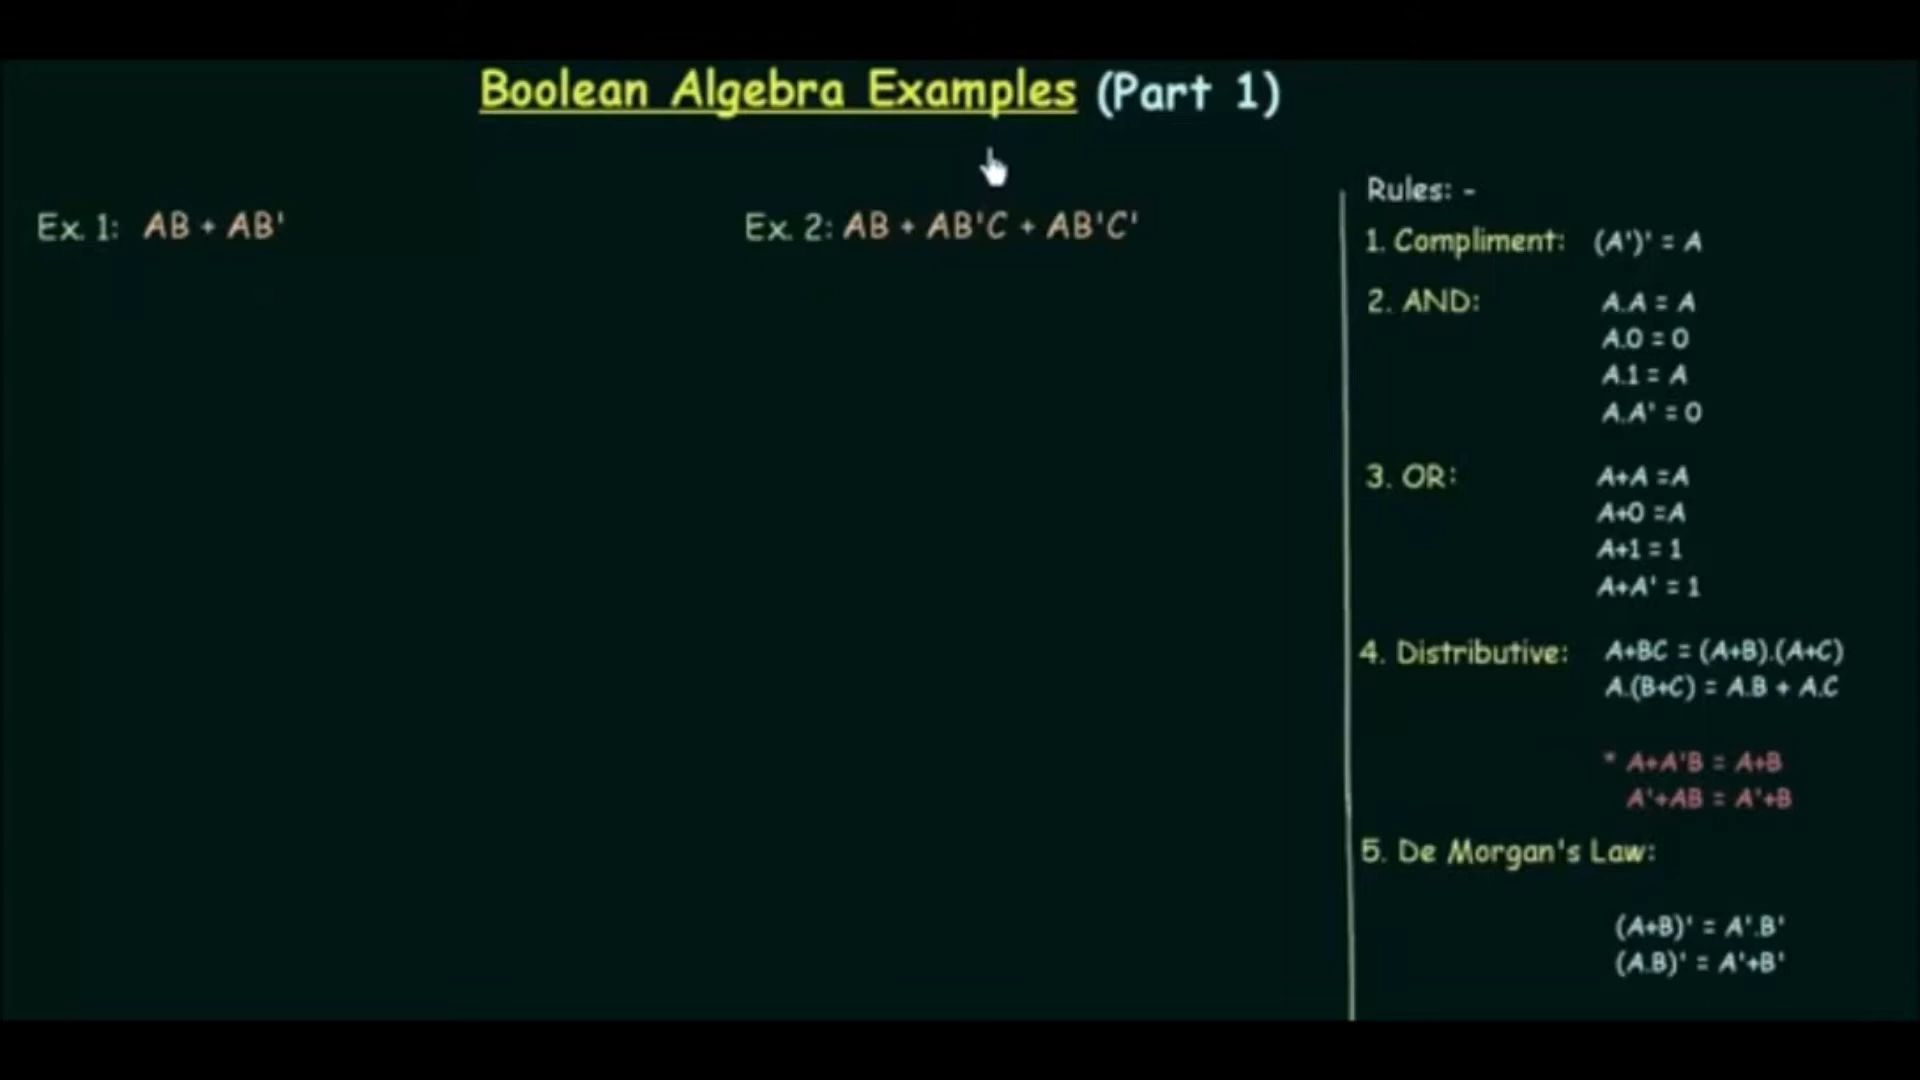 Boolean Algebra Examples (Part 1)
Ex. 1: AB + AB'
Ex. 2: AB + AB'C + AB'C'
Rules: -
1. Compliment: (A')' = A
2. AND: A.A = A
A.0 = 0
A.1 = A
A.A' = 0
3. OR: A+A =A
A+0 =A
A+1 = 1
A+A' = 1
4. Distributive: A+BC = (A+B).(A+C)
A.(B+C) = A.B + A.C
* A+A'B = A+B
A'+AB = A'+B
5. De Morgan's Law:
(A+B)' = A'.B'
(A.B)' = A'+B'